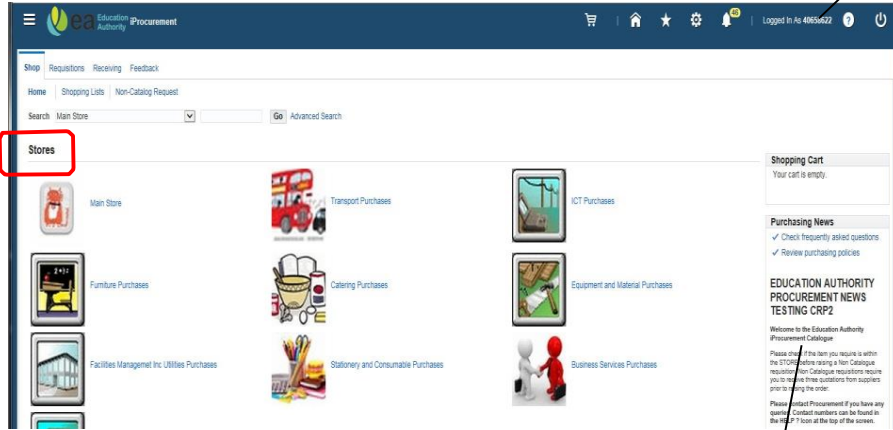 ea Education Authority iProcurement
46
Logged In As 4065b622
?
Shop Requisitions Receiving Feedback
Home Shopping Lists Non-Catalog Request
Search Main Store Go Advanced Search
Stores
Main Store
Transport Purchases
ICT Purchases
Furniture Purchases
Catering Purchases
Equipment and Material Purchases
Facilities Managemet Inc Utilities Purchases
Stationery and Consumable Purchases
Business Services Purchases
Shopping Cart
Your cart is empty.
Purchasing News
Check frequently asked questions
Review purchasing policies
EDUCATION AUTHORITY
PROCUREMENT NEWS
TESTING CRP2
Welcome to the Education Authority
iProcurement Catalogue
Please check if the item you require is within
the STORE before raising a Non Catalogue
requisition. Non Catalogue requisitions require
you to receive three quotations from suppliers
prior to raising the order.
Please contact Procurement if you have any
queries. Contact numbers can be found in
the HELP ? Icon at the top of the screen.